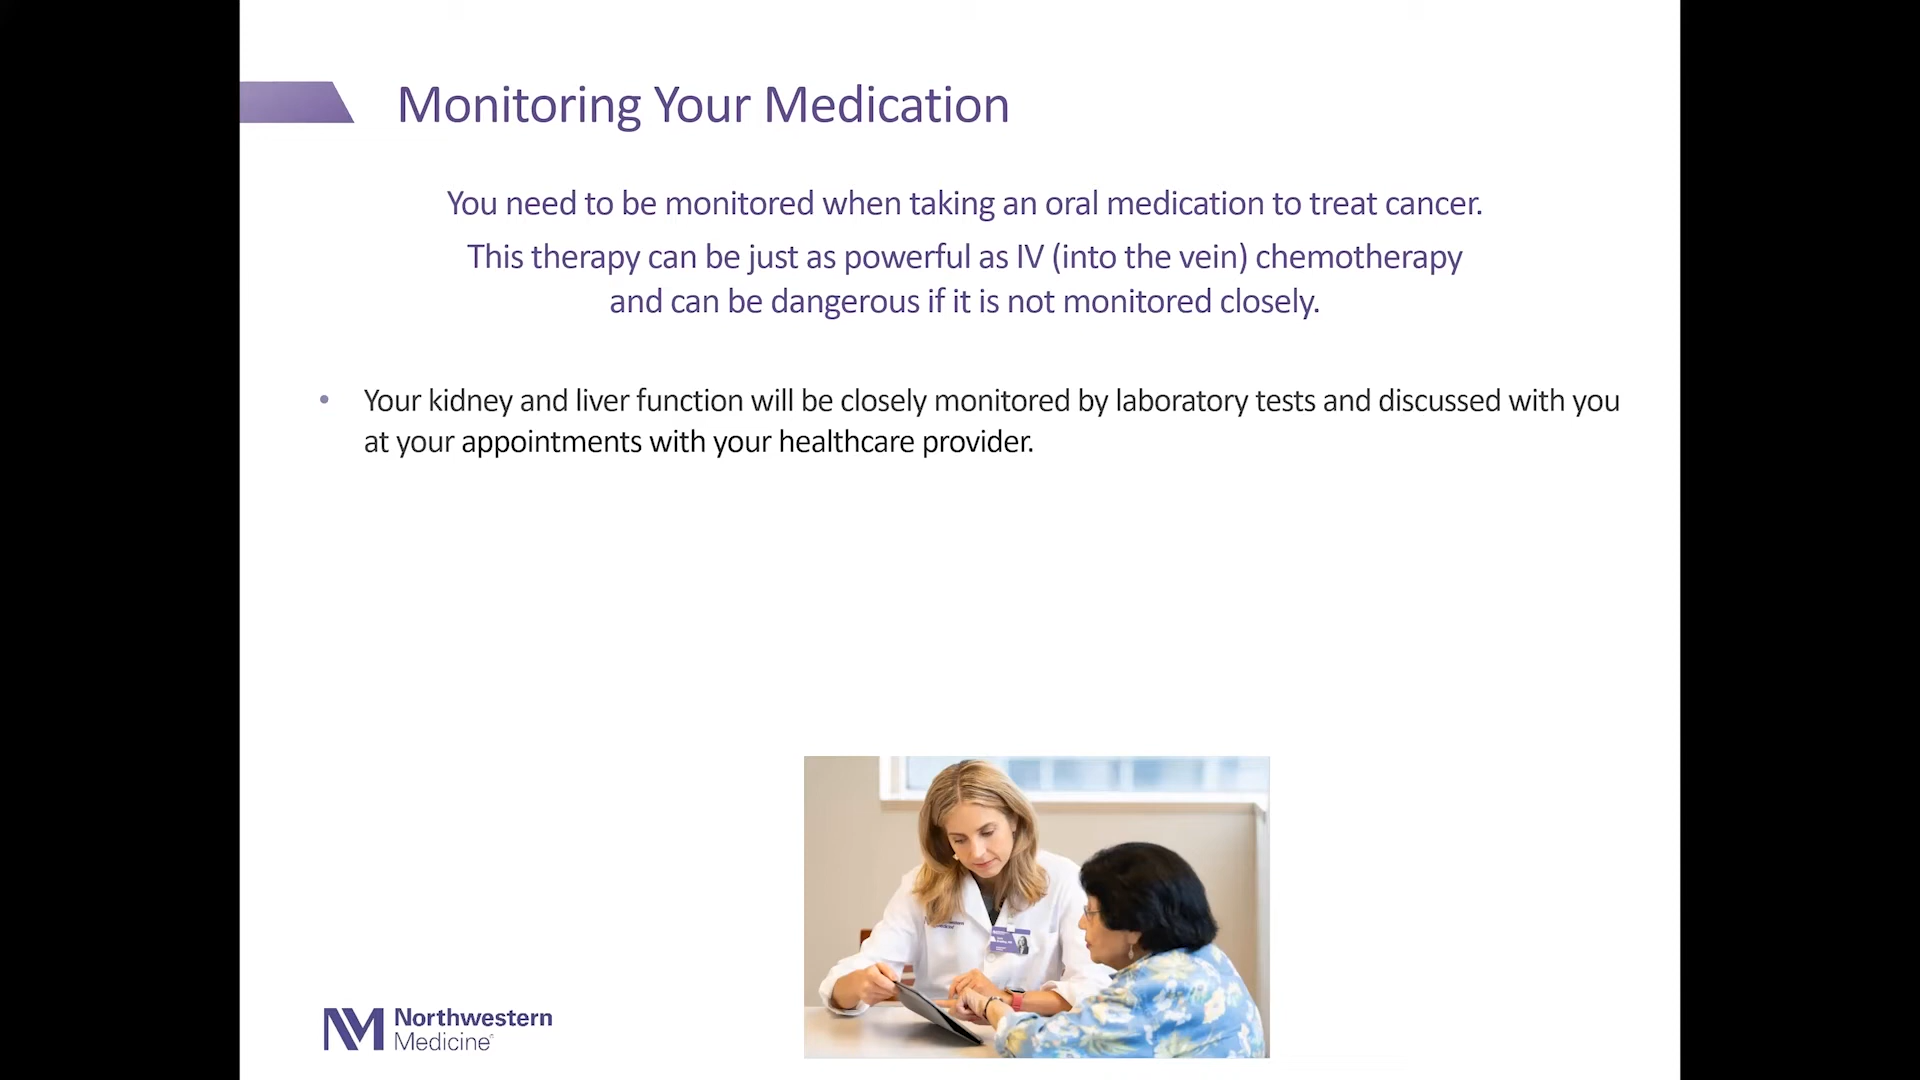 Monitoring Your Medication
You need to be monitored when taking an oral medication to treat cancer.
This therapy can be just as powerful as IV (into the vein) chemotherapy
and can be dangerous if it is not monitored closely.
• Your kidney and liver function will be closely monitored by laboratory tests and discussed with you
at your appointments with your healthcare provider.
NM Northwestern
Medicine®